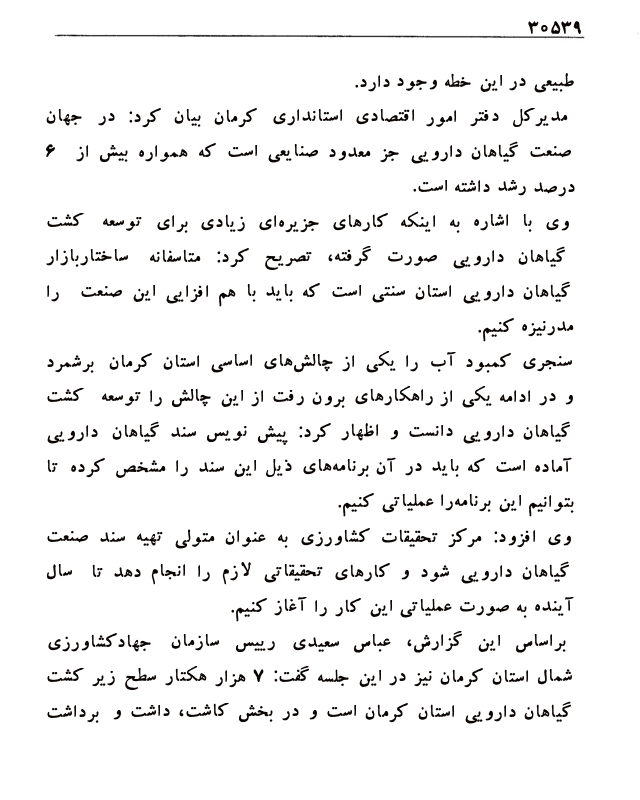 ۳۰۵۳۹
طبیعی در این خطه وجود دارد.
مدیرکل دفتر امور اقتصادی استانداری کرمان بیان کرد: در جهان
صنعت گیاهان دارویی جز معدود صنایعی است که همواره بیش از ۶
درصد رشد داشته است.
وی با اشاره به اینکه کارهای جزیره‌ای زیادی برای توسعه کشت
گیاهان دارویی صورت گرفته، تصریح کرد: متاسفانه ساختاربازار
گیاهان دارویی استان سنتی است که باید با هم افزایی این صنعت را
مدرنیزه کنیم.
سنجری کمبود آب را یکی از چالش‌های اساسی استان کرمان برشمرد
و در ادامه یکی از راهکارهای برون رفت از این چالش را توسعه کشت
گیاهان دارویی دانست و اظهار کرد: پیش نویس سند گیاهان دارویی
آماده است که باید در آن برنامه‌های ذیل این سند را مشخص کرده تا
بتوانیم این برنامه‌را عملیاتی کنیم.
وی افزود: مرکز تحقیقات کشاورزی به عنوان متولی تهیه سند صنعت
گیاهان دارویی شود و کارهای تحقیقاتی لازم را انجام دهد تا سال
آینده به صورت عملیاتی این کار را آغاز کنیم.
براساس این گزارش، عباس سعیدی رییس سازمان جهادکشاورزی
شمال استان کرمان نیز در این جلسه گفت: ۷ هزار هکتار سطح زیر کشت
گیاهان دارویی استان کرمان است و در بخش کاشت، داشت و برداشت